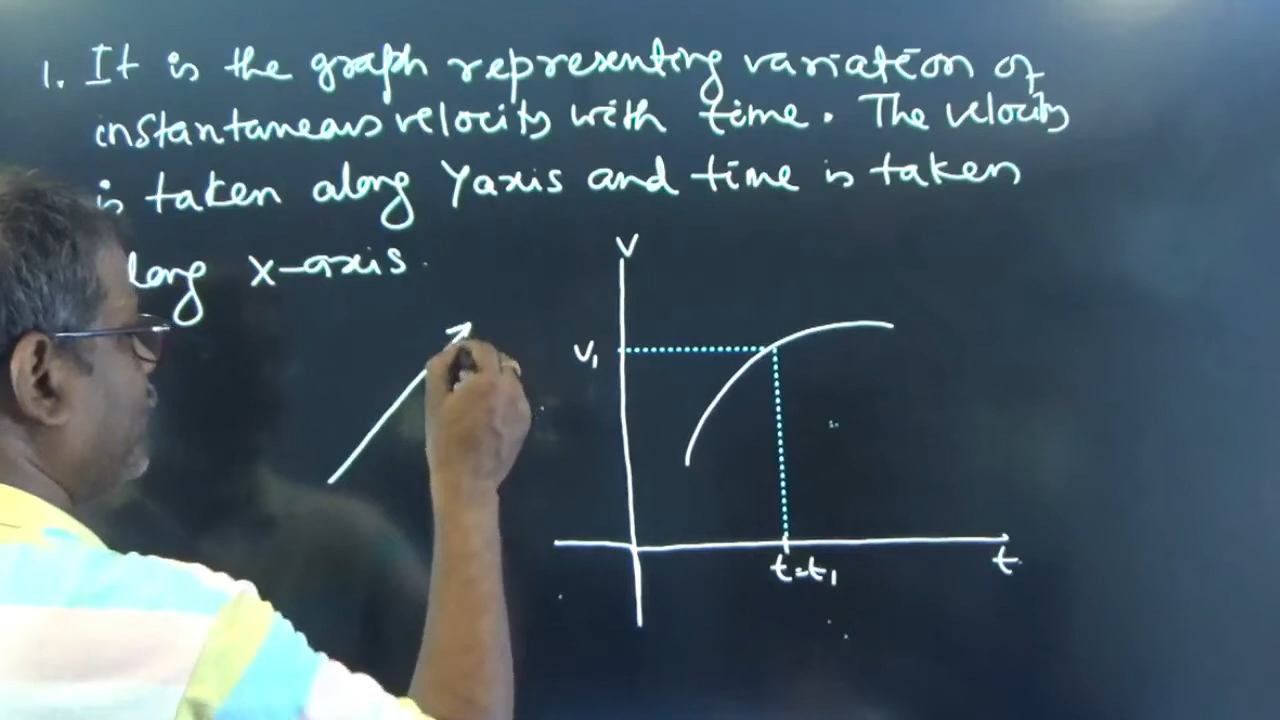 1. It is the graph representing variation of
instantaneous velocity with time. The velocity
is taken along Y axis and time is taken
long X-axis.
V
V₁
t=t₁
t